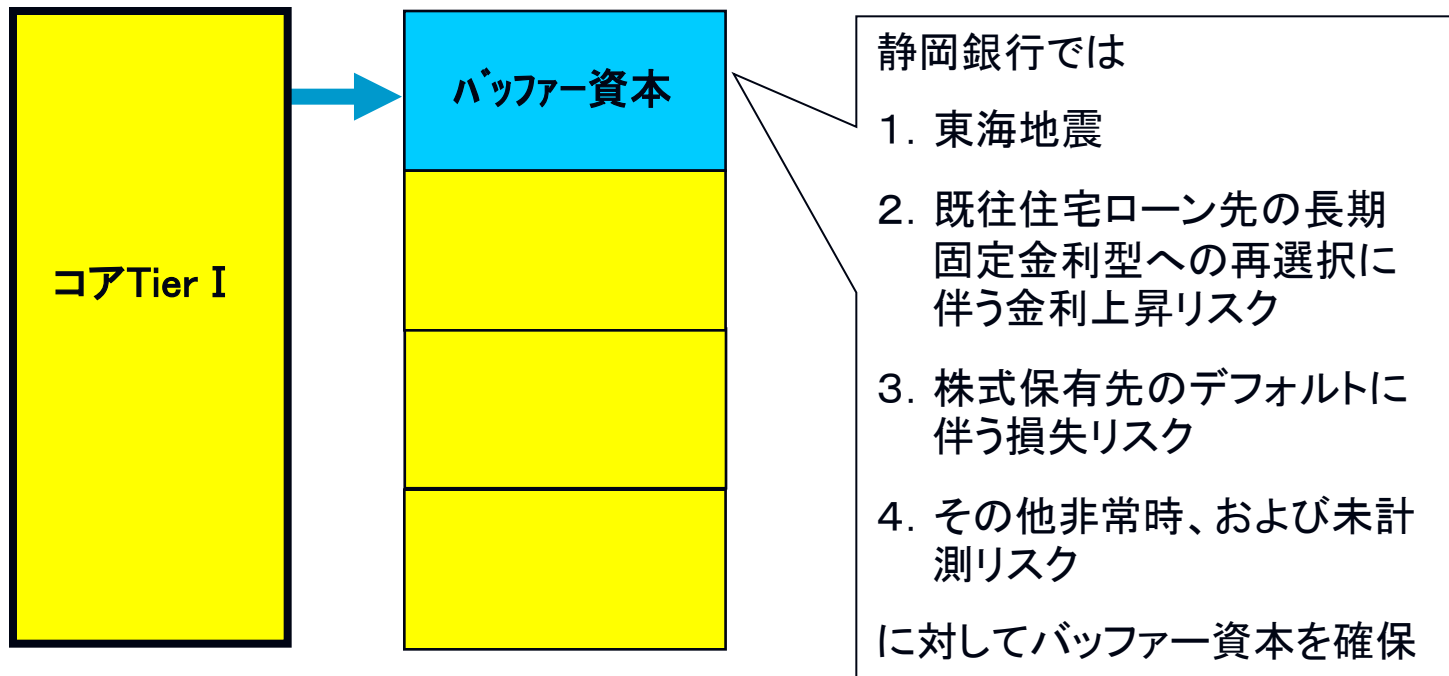 コアTier Ⅰ
バッファー資本
静岡銀行では
1. 東海地震
2. 既往住宅ローン先の長期
固定金利型への再選択に
伴う金利上昇リスク
3. 株式保有先のデフォルトに
伴う損失リスク
4. その他非常時、および未計
測リスク
に対してバッファー資本を確保